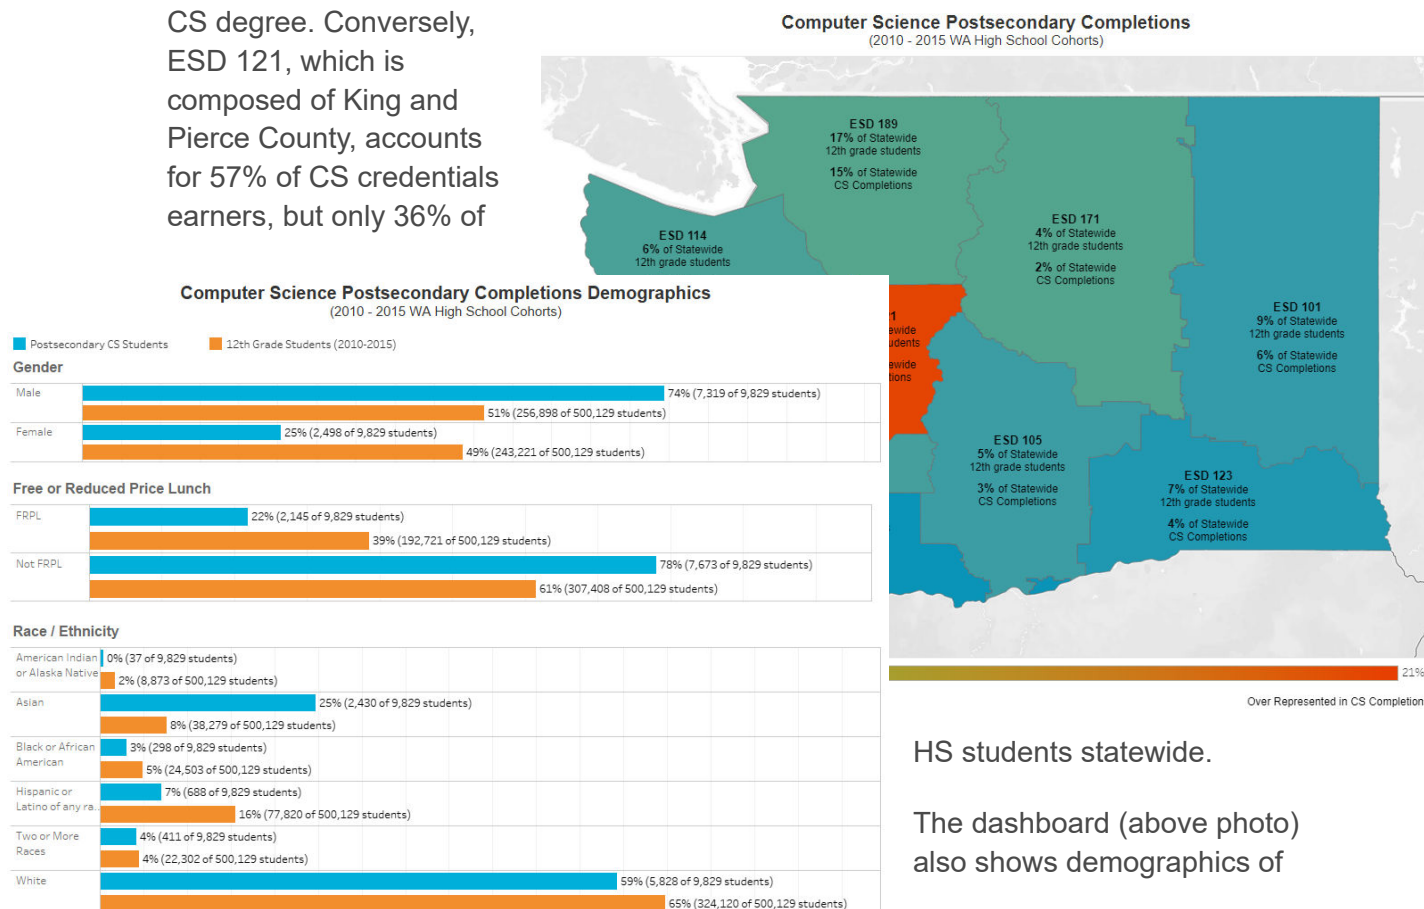 CS degree. Conversely,
ESD 121, which is
composed of King and
Pierce County, accounts
for 57% of CS credentials
earners, but only 36% of
Computer Science Postsecondary Completions
(2010 - 2015 WA High School Cohorts)
ESD 189
17% of Statewide
12th grade students
15% of Statewide
CS Completions
ESD 114
6% of Statewide
12th grade students
ESD 171
4% of Statewide
12th grade students
2% of Statewide
CS Completions
ESD 101
9% of Statewide
12th grade students
6% of Statewide
CS Completions
ESD 105
5% of Statewide
12th grade students
3% of Statewide
CS Completions
ESD 123
7% of Statewide
12th grade students
4% of Statewide
CS Completions
21%
Over Represented in CS Completion
Computer Science Postsecondary Completions Demographics
(2010 - 2015 WA High School Cohorts)
Postsecondary CS Students
12th Grade Students (2010-2015)
Gender
Male
74% (7,319 of 9,829 students)
51% (256,898 of 500,129 students)
Female
25% (2,498 of 9,829 students)
49% (243,221 of 500,129 students)
Free or Reduced Price Lunch
FRPL
22% (2,145 of 9,829 students)
39% (192,721 of 500,129 students)
Not FRPL
78% (7,673 of 9,829 students)
61% (307,408 of 500,129 students)
Race / Ethnicity
American Indian
or Alaska Native
0% (37 of 9,829 students)
2% (8,873 of 500,129 students)
Asian
25% (2,430 of 9,829 students)
8% (38,279 of 500,129 students)
Black or African
American
3% (298 of 9,829 students)
5% (24,503 of 500,129 students)
Hispanic or
Latino of any ra..
7% (688 of 9,829 students)
16% (77,820 of 500,129 students)
Two or More
Races
4% (411 of 9,829 students)
4% (22,302 of 500,129 students)
White
59% (5,828 of 9,829 students)
65% (324,120 of 500,129 students)
HS students statewide.
The dashboard (above photo)
also shows demographics of